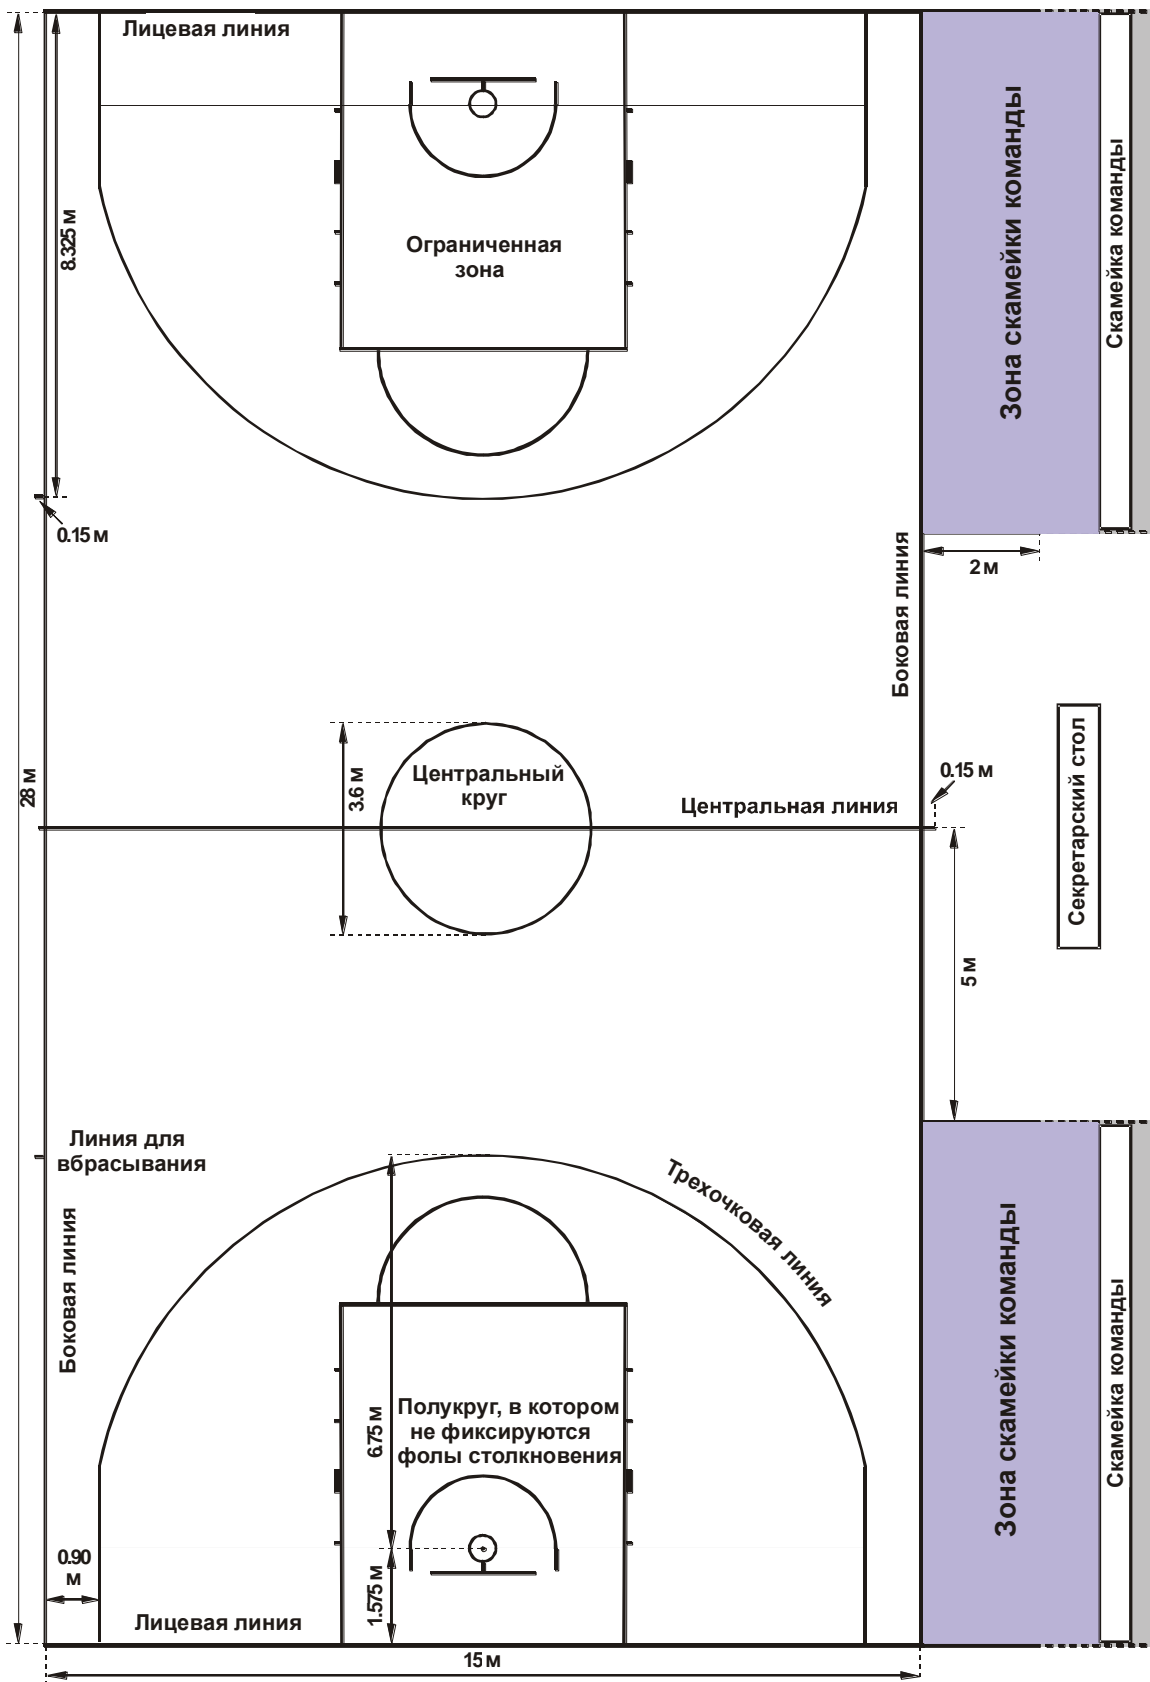 Лицевая линия
8.325 м
Ограниченная
зона
Зона скамейки команды
Скамейка команды
0.15 м
2 м
Боковая линия
28 м
3.6 м
Центральный
круг
Центральная линия
0.15 м
Секретарский стол
5 м
Линия для
вбрасывания
Трехочковая линия
Боковая линия
Зона скамейки команды
Скамейка команды
6.75 м
Полукруг, в котором
не фиксируются
фолы столкновения
0.90
м
1.575 м
Лицевая линия
15 м